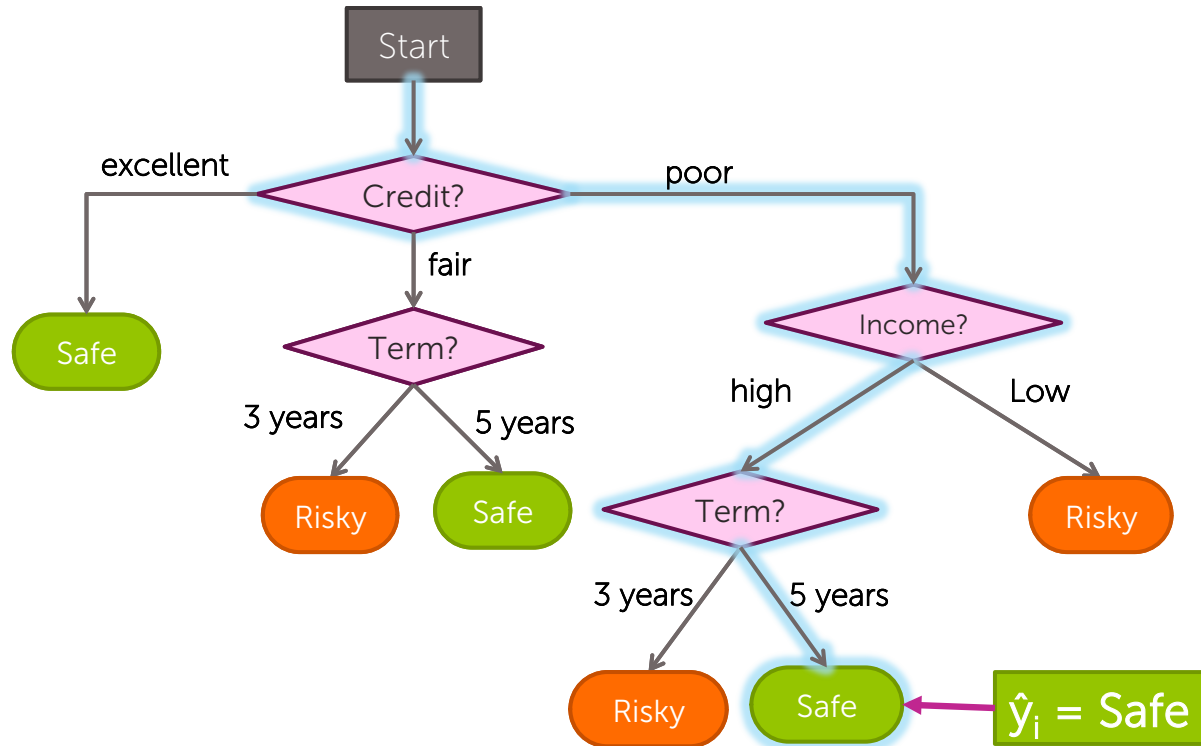 Start
excellent
Credit?
poor
fair
Safe
Term?
Income?
3 years
5 years
high
Low
Risky
Safe
Term?
Risky
3 years
5 years
Risky
Safe
ŷi = Safe